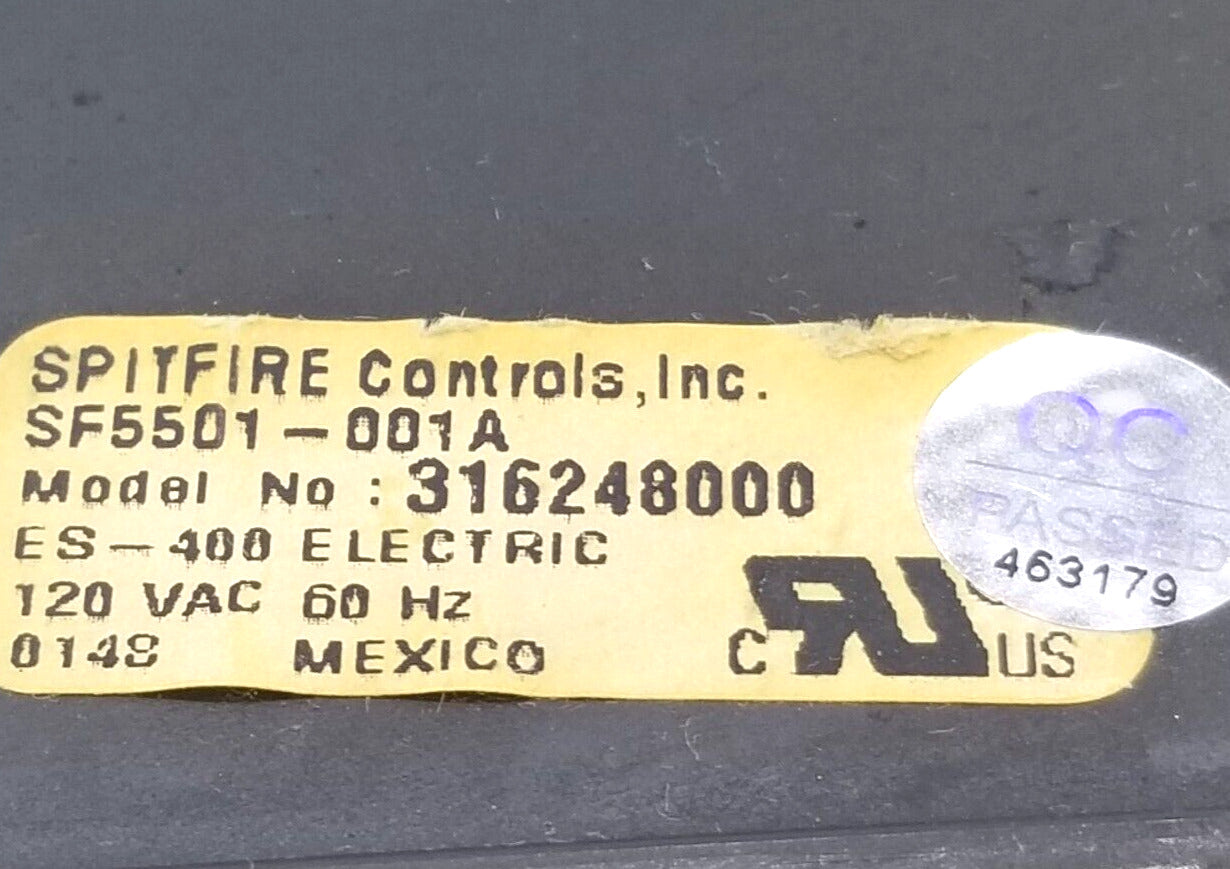 SPITFIRE Controls, Inc.
SF5501-001A
Model No : 316248000
ES-400 ELECTRIC
120 VAC 60 Hz
0148 MEXICO
C RU US
QC
PASSED
463179